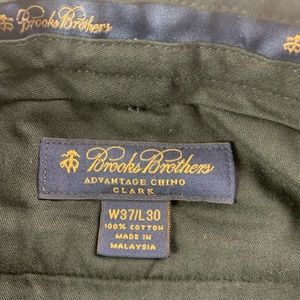 Brooks Brothers
Brooks Brothers
ADVANTAGE CHINO
CLARK
W37/L30
100% COTTON
MADE IN
MALAYSIA